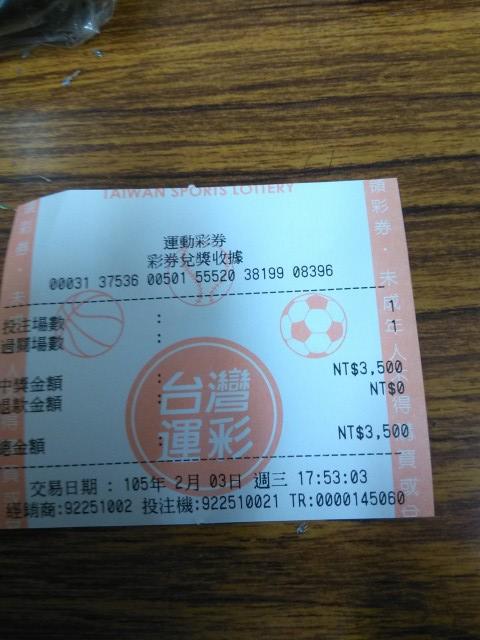 TAIWAN SPORTS LOTTERY
運動彩券
彩券兌獎收據
00031 37536 00501 55520 38199 08396
投注場數 : 1
過關場數 : 1
中獎金額 : NT$3,500
退款金額 : NT$0
總金額 : NT$3,500
台灣
運彩
交易日期 : 105年 2月 03日 週三 17:53:03
經銷商:92251002 投注機:922510021 TR:0000145060